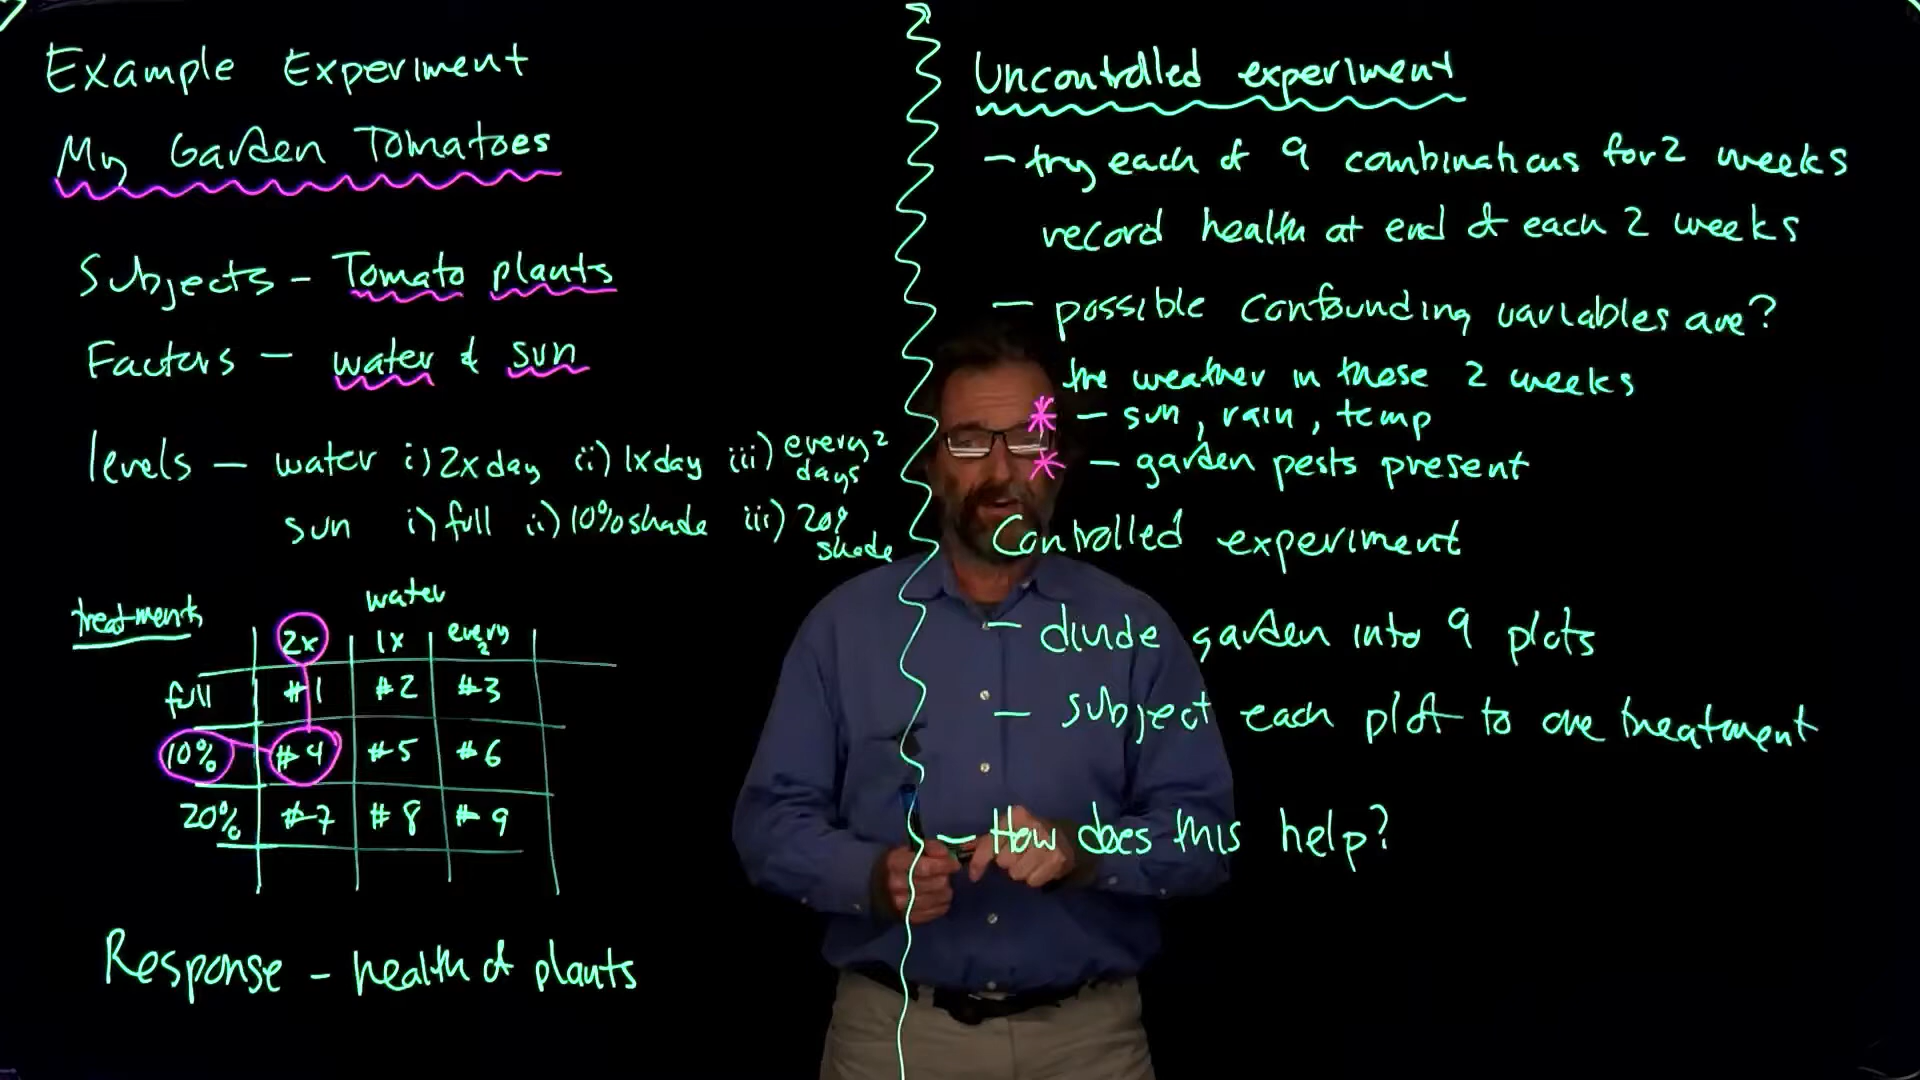 Example Experiment
My Garden Tomatoes
Subjects - Tomato plants
Factors - water & sun
levels - water i) 2x day ii) 1x day iii) every 2 days
sun i) full ii) 10% shade iii) 20% shade
treatments
water
2x 1x every 2
full #1 #2 #3
10% #4 #5 #6
20% #7 #8 #9
Response - health of plants
Uncontrolled experiment
- try each of 9 combinations for 2 weeks
record health at end of each 2 weeks
- possible confounding variables are?
the weather in these 2 weeks
* - sun, rain, temp
* - garden pests present
Controlled experiment
- divide garden into 9 plots
- subject each plot to one treatment
- How does this help?